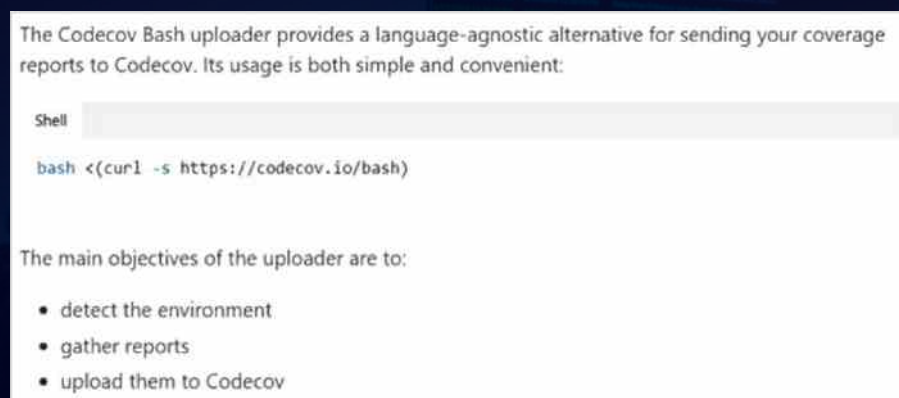 The Codecov Bash uploader provides a language-agnostic alternative for sending your coverage
reports to Codecov. Its usage is both simple and convenient:
Shell
bash <(curl -s https://codecov.io/bash)
The main objectives of the uploader are to:
• detect the environment
• gather reports
• upload them to Codecov